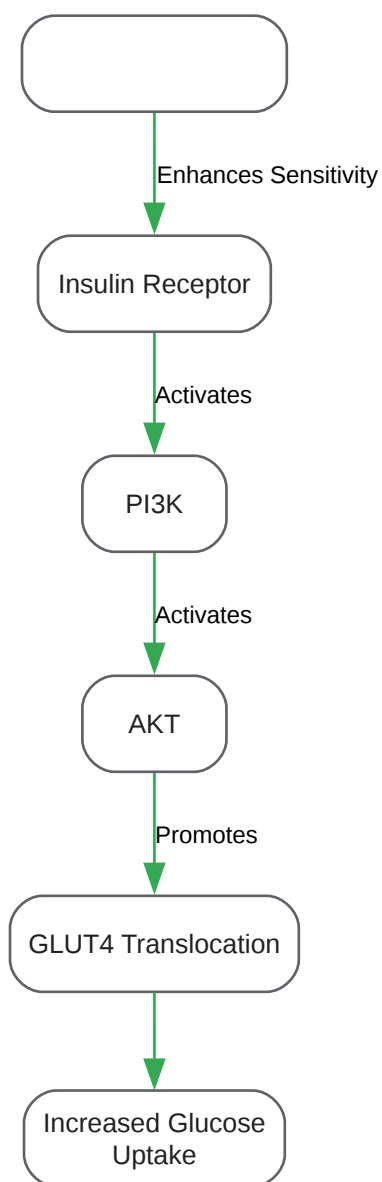 Enhances Sensitivity
Insulin Receptor
Activates
PI3K
Activates
AKT
Promotes
GLUT4 Translocation
Increased Glucose
Uptake